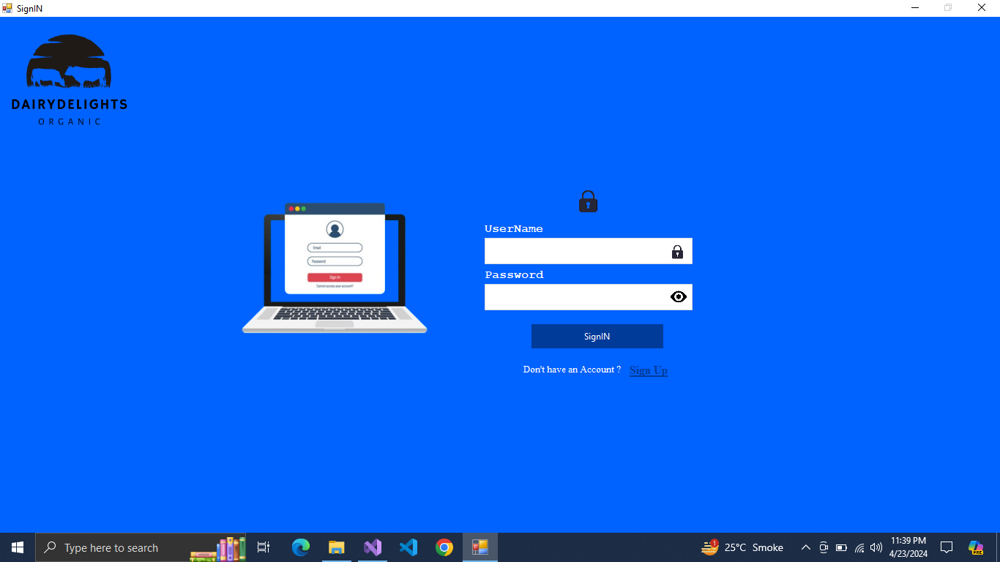 SignIN
DAIRYDELIGHTS
ORGANIC
Email
Password
Sign In
Cannot access your account?
UserName
Password
SignIN
Don't have an Account ? Sign Up
Type here to search
1
25°C Smoke
11:39 PM
4/23/2024
PRE